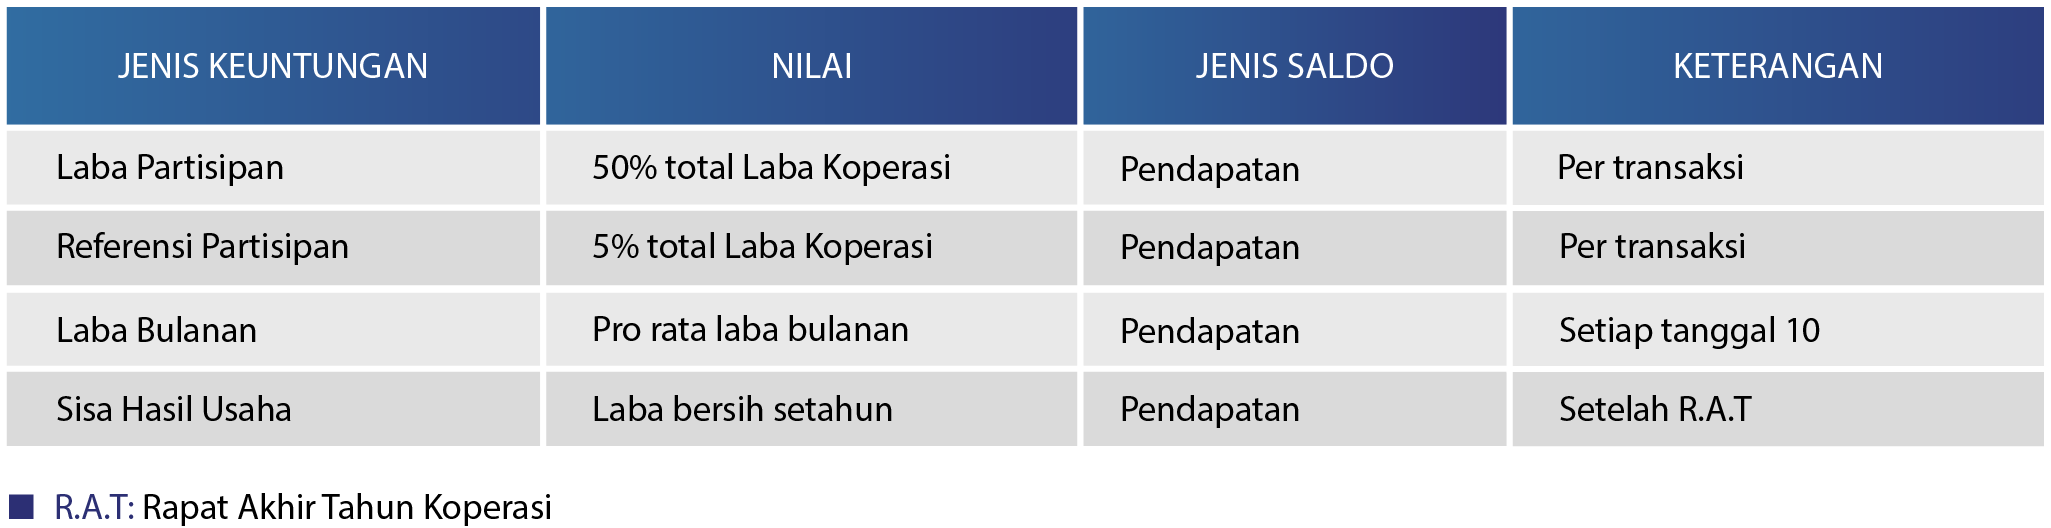 JENIS KEUNTUNGAN NILAI JENIS SALDO KETERANGAN
Laba Partisipan 50% total Laba Koperasi Pendapatan Per transaksi
Referensi Partisipan 5% total Laba Koperasi Pendapatan Per transaksi
Laba Bulanan Pro rata laba bulanan Pendapatan Setiap tanggal 10
Sisa Hasil Usaha Laba bersih setahun Pendapatan Setelah R.A.T
R.A.T: Rapat Akhir Tahun Koperasi